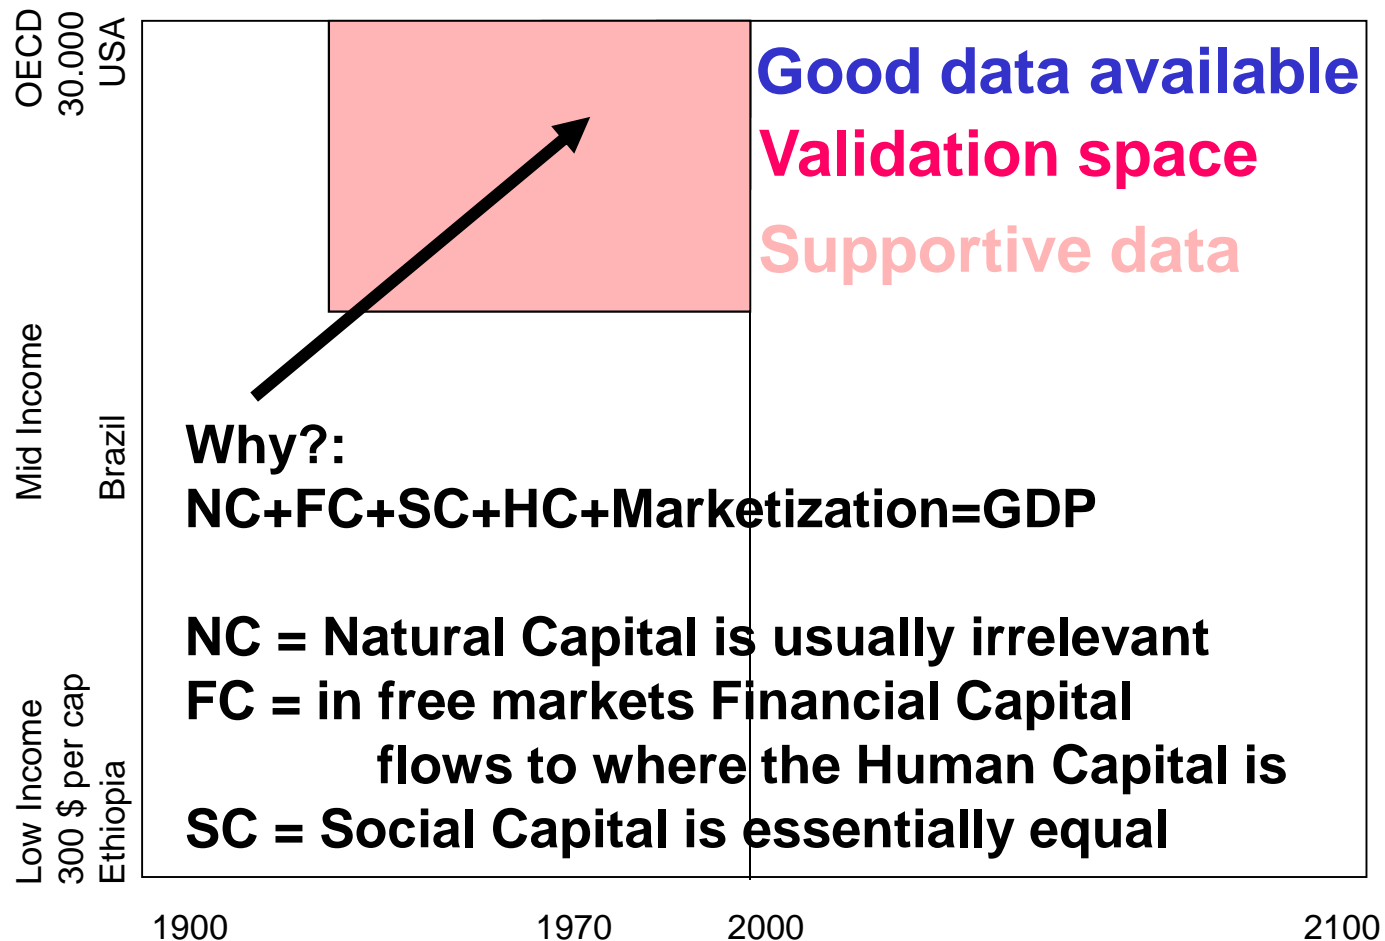 OECD
30.000
USA
Good data available
Validation space
Supportive data
Mid Income
Brazil
Why?:
NC+FC+SC+HC+Marketization=GDP
NC = Natural Capital is usually irrelevant
FC = in free markets Financial Capital
flows to where the Human Capital is
SC = Social Capital is essentially equal
Low Income
300 $ per cap
Ethiopia
1900
1970
2000
2100